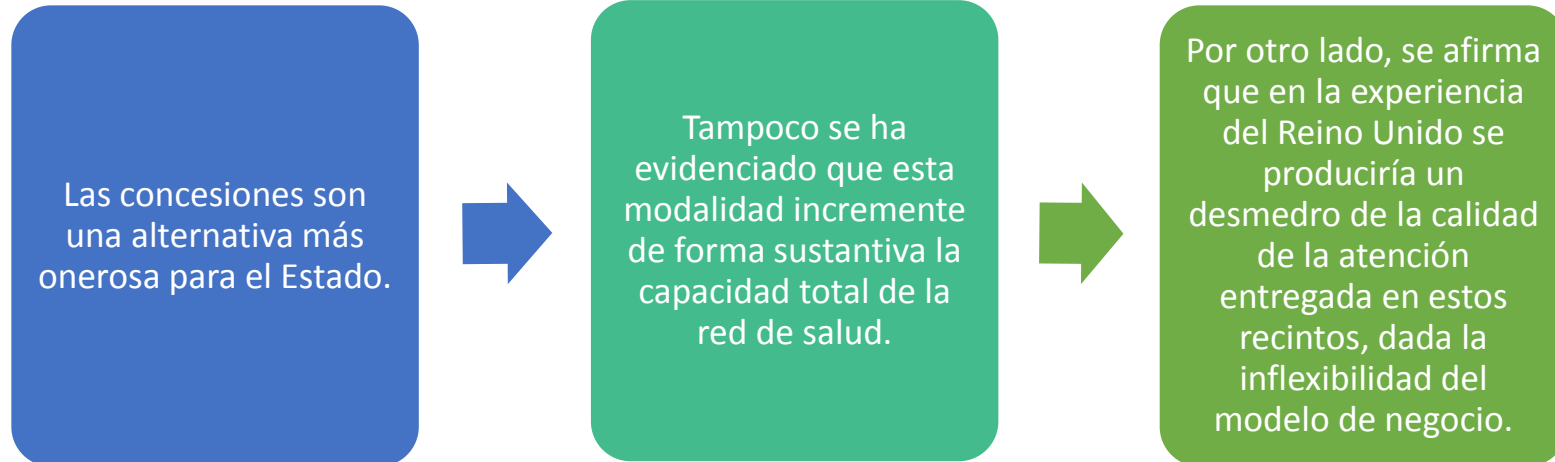 Las concesiones son
una alternativa más
onerosa para el Estado.
Tampoco se ha
evidenciado que esta
modalidad incremente
de forma sustantiva la
capacidad total de la
red de salud.
Por otro lado, se afirma
que en la experiencia
del Reino Unido se
produciría un
desmedro de la calidad
de la atención
entregada en estos
recintos, dada la
inflexibilidad del
modelo de negocio.